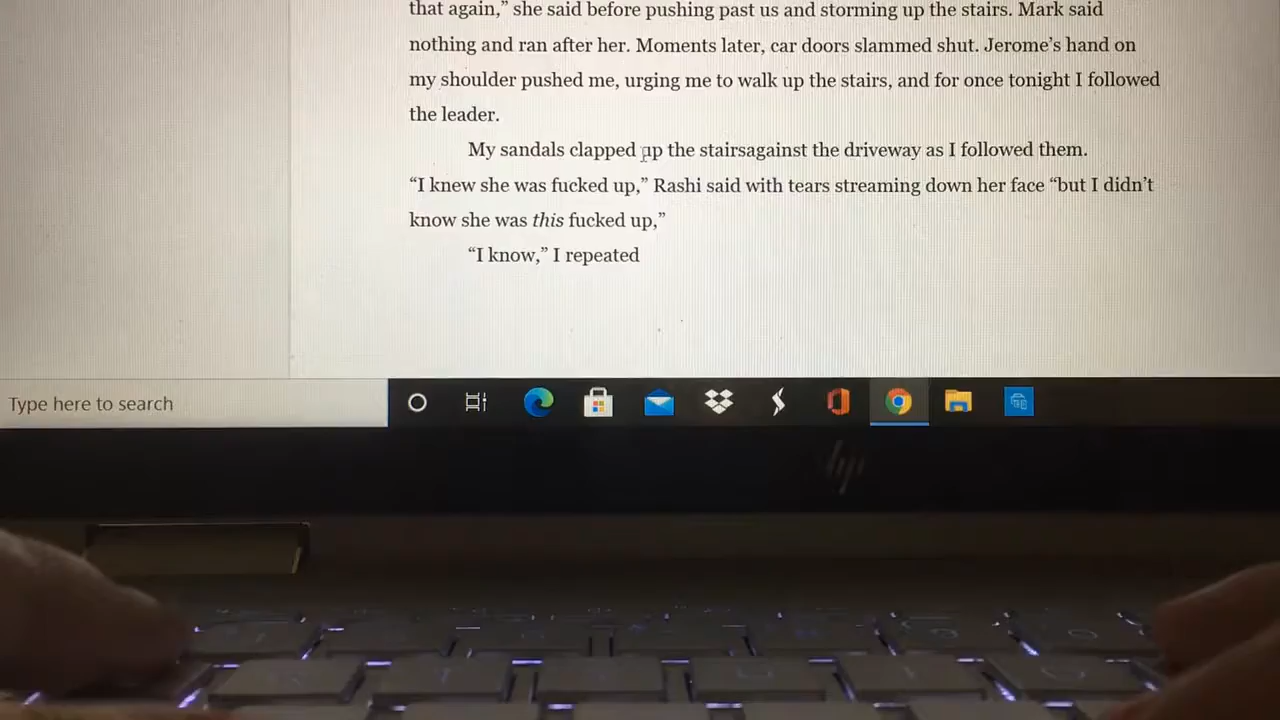 that again,” she said before pushing past us and storming up the stairs. Mark said
nothing and ran after her. Moments later, car doors slammed shut. Jerome’s hand on
my shoulder pushed me, urging me to walk up the stairs, and for once tonight I followed
the leader.
My sandals clapped up the stairsagainst the driveway as I followed them.
“I knew she was fucked up,” Rashi said with tears streaming down her face “but I didn’t
know she was this fucked up,”
“I know,” I repeated
Type here to search
hp